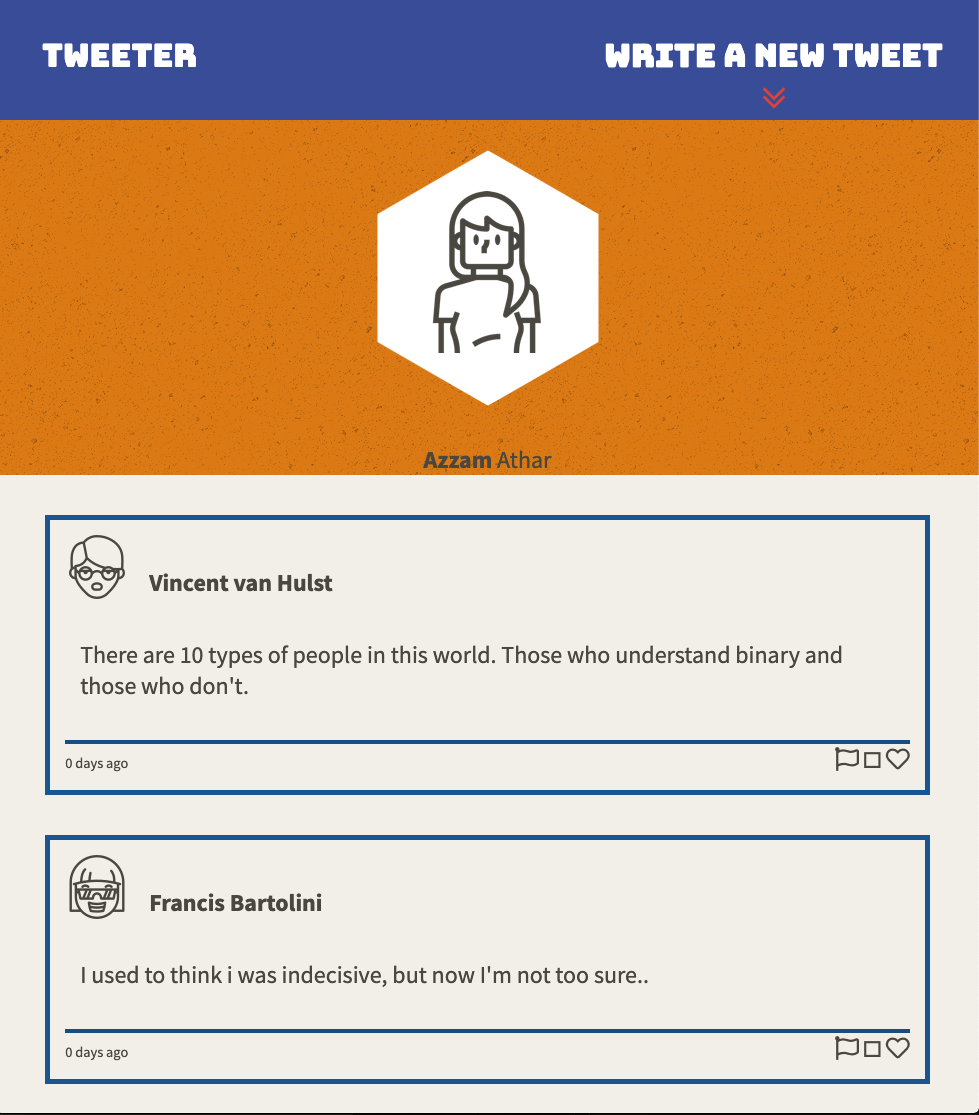 TWEETER
WRITE A NEW TWEET
Azzam Athar
Vincent van Hulst
There are 10 types of people in this world. Those who understand binary and
those who don't.
0 days ago
Francis Bartolini
I used to think i was indecisive, but now I'm not too sure..
0 days ago